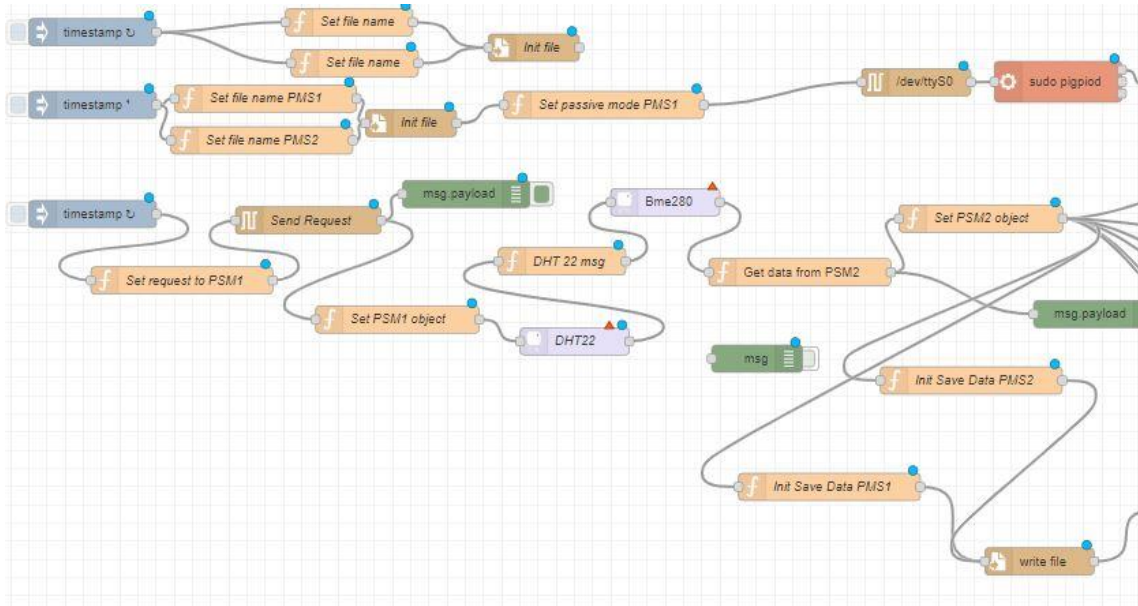 timestamp ↻
Set file name
Set file name
Init file
timestamp ¹
Set file name PMS1
Set file name PMS2
Init file
Set passive mode PMS1
/dev/ttyS0
sudo pigpiod
timestamp ↻
Send Request
msg.payload
Bme280
Set PSM2 object
Set request to PSM1
DHT 22 msg
Get data from PSM2
Set PSM1 object
DHT22
msg.payload
msg
Init Save Data PMS2
Init Save Data PMS1
write file